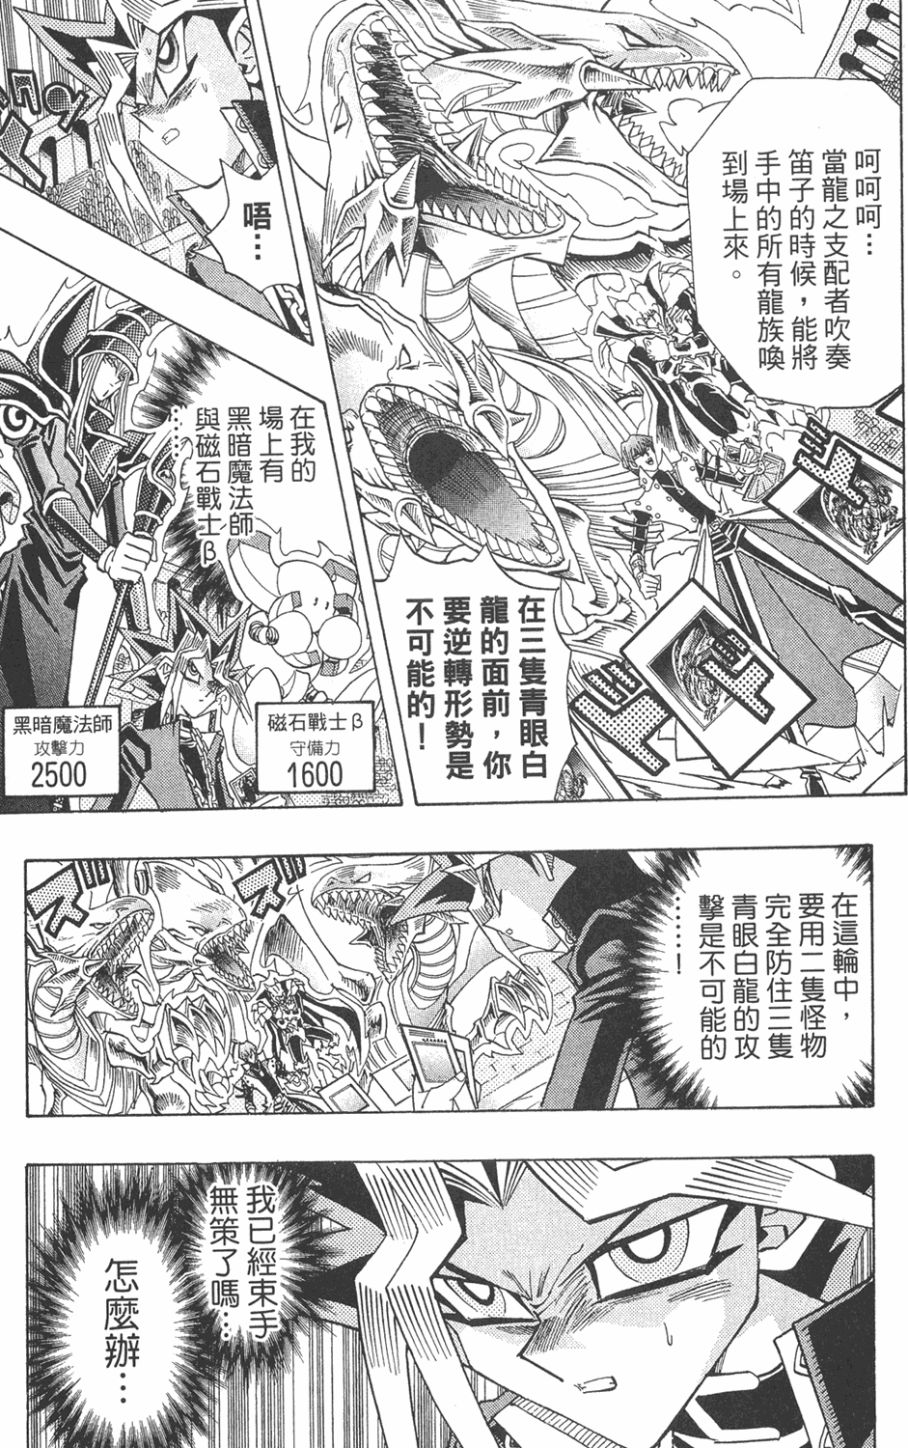 呵呵呵…
當龍之支配者吹奏
笛子的時候，能將
手中的所有龍族喚
到場上來。
在三隻青眼白
龍的面前，你
要逆轉形勢是
不可能的！
唔…
在我的
場上有
黑暗魔法師
與磁石戰士β
……
磁石戰士β
守備力
1600
黑暗魔法師
攻擊力
2500
在這輪中，
要用二隻怪物
完全防住三隻
青眼白龍的攻
擊是不可能的
……！
我已經束手
無策了嗎…
怎麼辦…